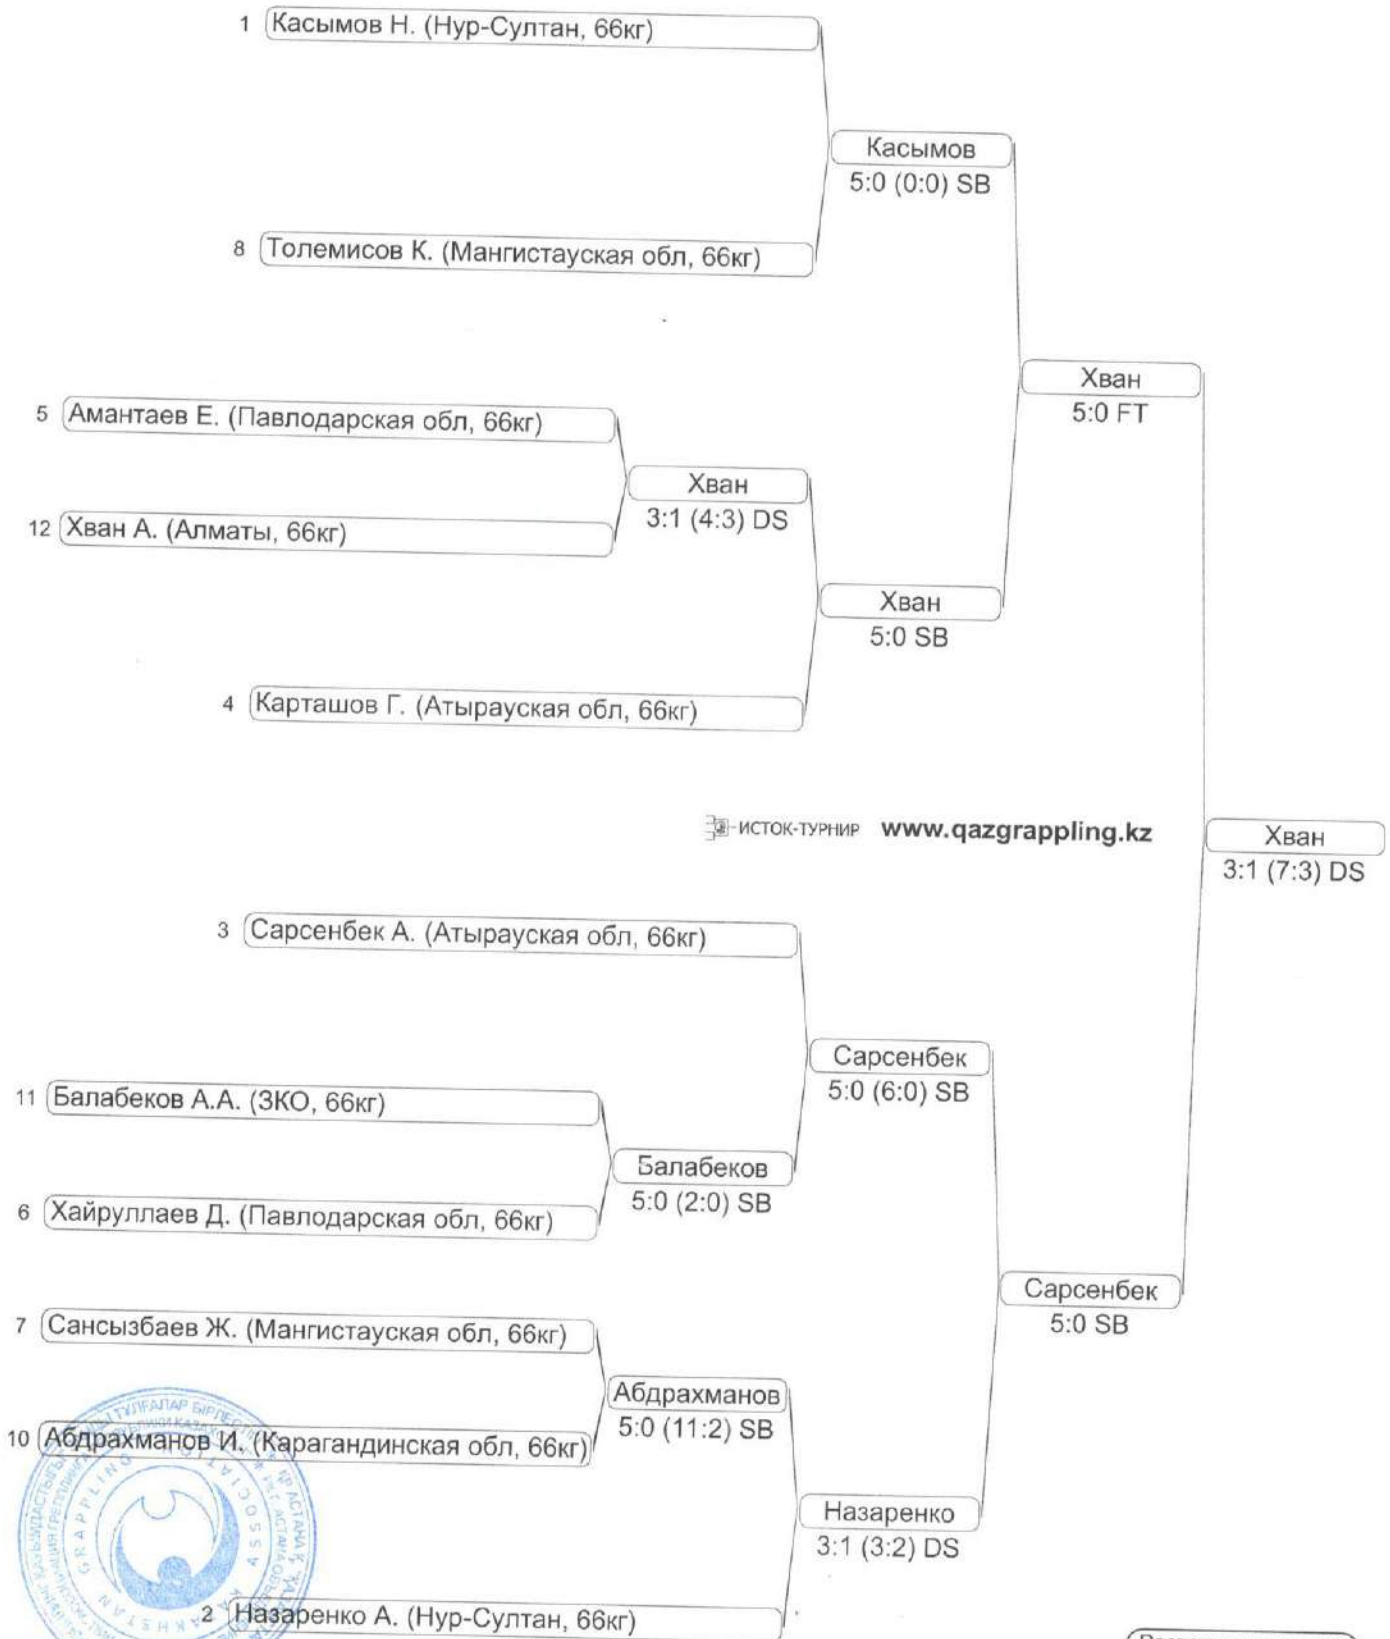 1 Касымов Н. (Нур-Султан, 66кг)
Касымов
5:0 (0:0) SB
8 Толемисов К. (Мангистауская обл, 66кг)
Хван
5:0 FT
5 Амантаев Е. (Павлодарская обл, 66кг)
Хван
3:1 (4:3) DS
12 Хван А. (Алматы, 66кг)
Хван
5:0 SB
4 Карташов Г. (Атырауская обл, 66кг)
ИСТОК-ТУРНИР www.qazgrappling.kz
Хван
3:1 (7:3) DS
3 Сарсенбек А. (Атырауская обл, 66кг)
Сарсенбек
5:0 (6:0) SB
11 Балабеков А.А. (ЗКО, 66кг)
Балабеков
5:0 (2:0) SB
6 Хайруллаев Д. (Павлодарская обл, 66кг)
Сарсенбек
5:0 SB
7 Сансызбаев Ж. (Мангистауская обл, 66кг)
Абдрахманов
5:0 (11:2) SB
10 Абдрахманов И. (Карагандинская обл, 66кг)
Назаренко
3:1 (3:2) DS
2 Назаренко А. (Нур-Султан, 66кг)
KAZAKHSTAN GRAPPLING ASSOCIATION